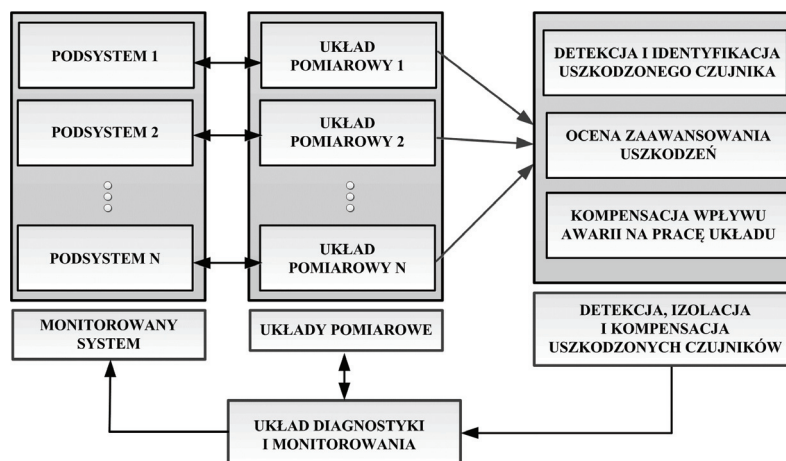 PODSYSTEM 1
PODSYSTEM 2
PODSYSTEM N
MONITOROWANY
SYSTEM
UKŁAD
POMIAROWY 1
UKŁAD
POMIAROWY 2
UKŁAD
POMIAROWY N
UKŁADY POMIAROWE
DETEKCJA I IDENTYFIKACJA
USZKODZONEGO CZUJNIKA
OCENA ZAAWANSOWANIA
USZKODZEŃ
KOMPENSACJA WPŁYWU
AWARII NA PRACĘ UKŁADU
DETEKCJA, IZOLACJA
I KOMPENSACJA
USZKODZONYCH CZUJNIKÓW
UKŁAD DIAGNOSTYKI
I MONITOROWANIA